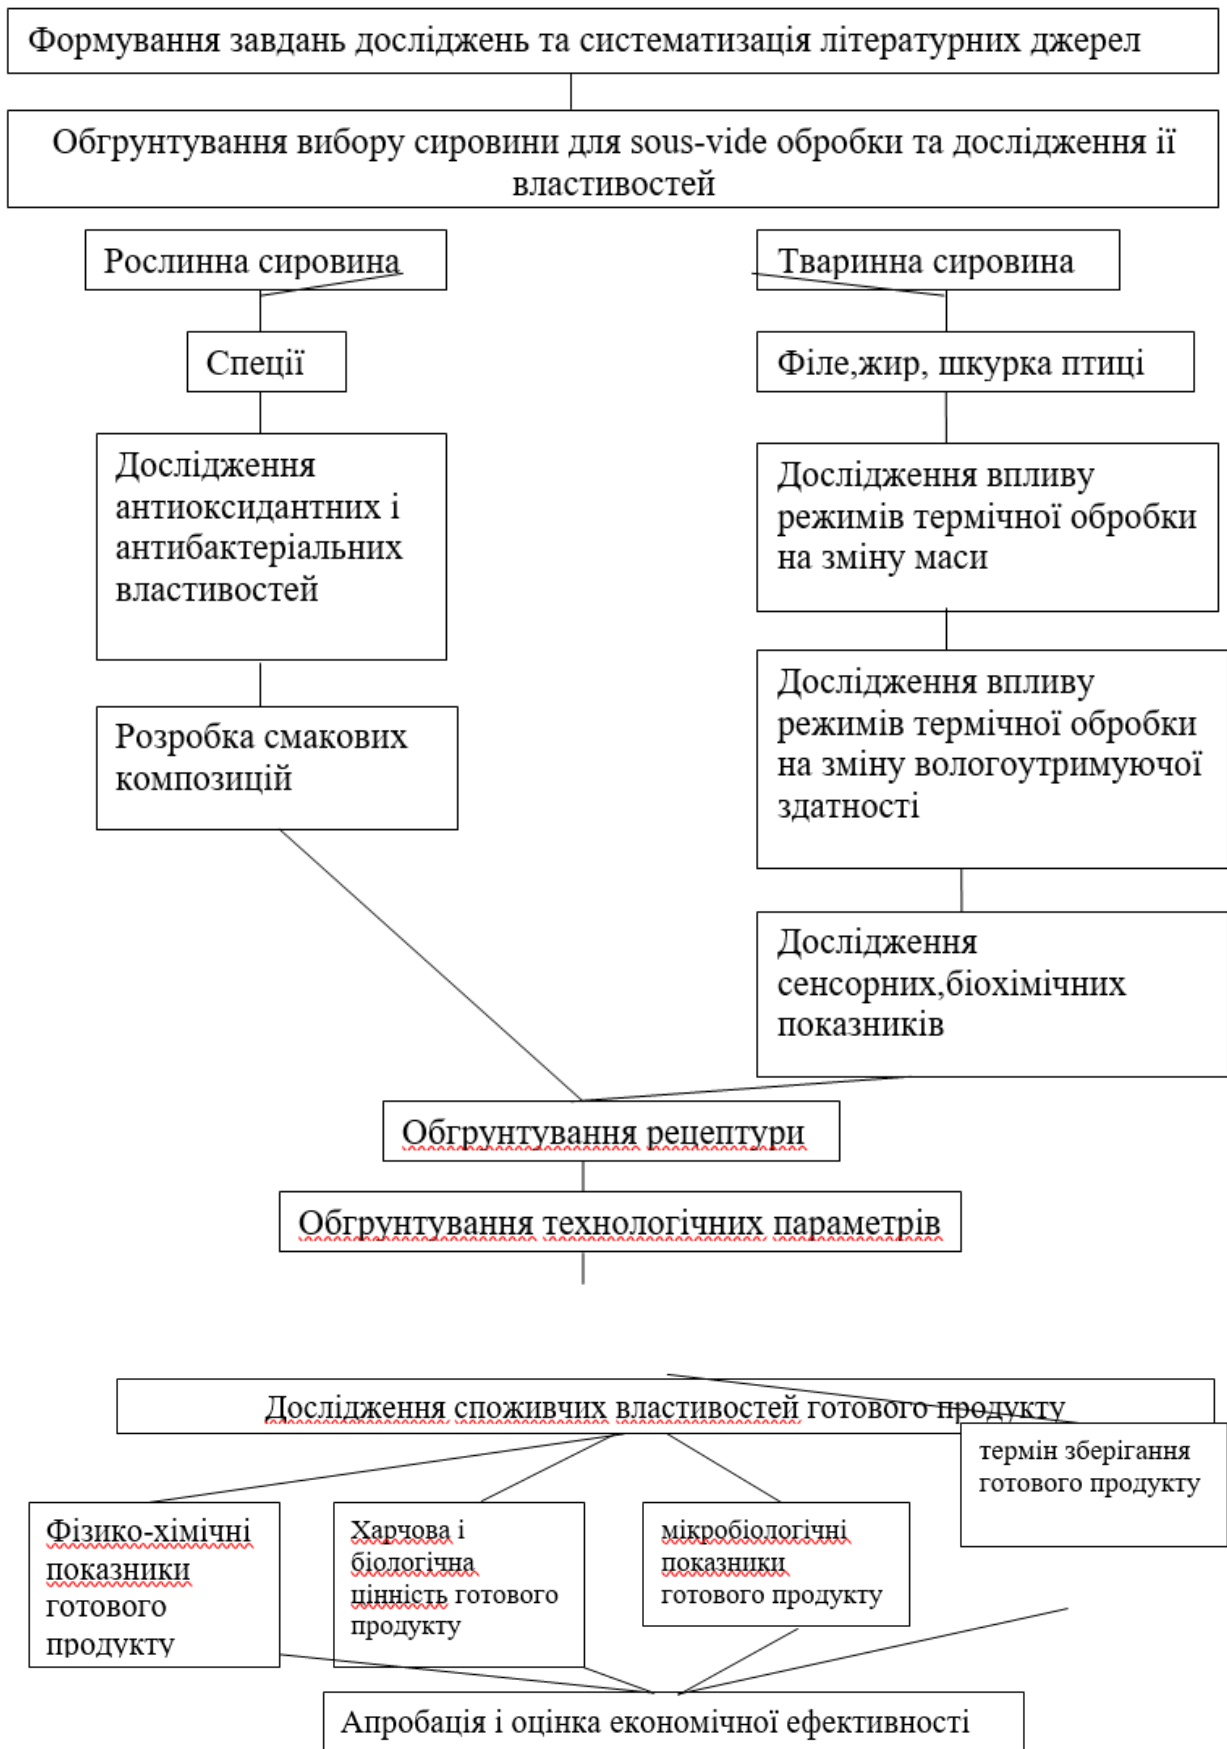 Формування завдань досліджень та систематизація літературних джерел
Обгрунтування вибору сировини для sous-vide обробки та дослідження ії
властивостей
Рослинна сировина
Тваринна сировина
Спеції
Філе,жир, шкурка птиці
Дослідження
антиоксидантних і
антибактеріальних
властивостей
Дослідження впливу
режимів термічної обробки
на зміну маси
Розробка смакових
композицій
Дослідження впливу
режимів термічної обробки
на зміну вологоутримуючої
здатності
Дослідження
сенсорних,біохімічних
показників
Обгрунтування рецептури
Обгрунтування технологічних параметрів
Дослідження споживчих властивостей готового продукту
термін зберігання
готового продукту
Фізико-хімічні
показники
готового
продукту
Харчова і
біологічна
цінність готового
продукту
мікробіологічні
показники
готового продукту
Апробація і оцінка економічної ефективності